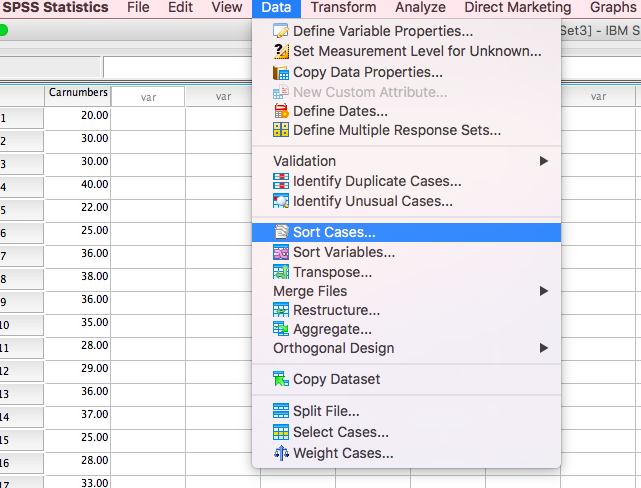 SPSS Statistics File Edit View Data Transform Analyze Direct Marketing Graphs
Set3] - IBM S
Define Variable Properties...
Set Measurement Level for Unknown...
Copy Data Properties...
New Custom Attribute...
Define Dates...
Define Multiple Response Sets...
Validation
Identify Duplicate Cases...
Identify Unusual Cases...
Sort Cases...
Sort Variables...
Transpose...
Merge Files
Restructure...
Aggregate...
Orthogonal Design
Copy Dataset
Split File...
Select Cases...
Weight Cases...
Carnumbers var var var
1 20.00
2 30.00
3 30.00
4 40.00
5 22.00
6 25.00
7 36.00
8 38.00
9 36.00
10 35.00
11 28.00
12 29.00
13 36.00
14 37.00
15 25.00
16 28.00
17 33.00